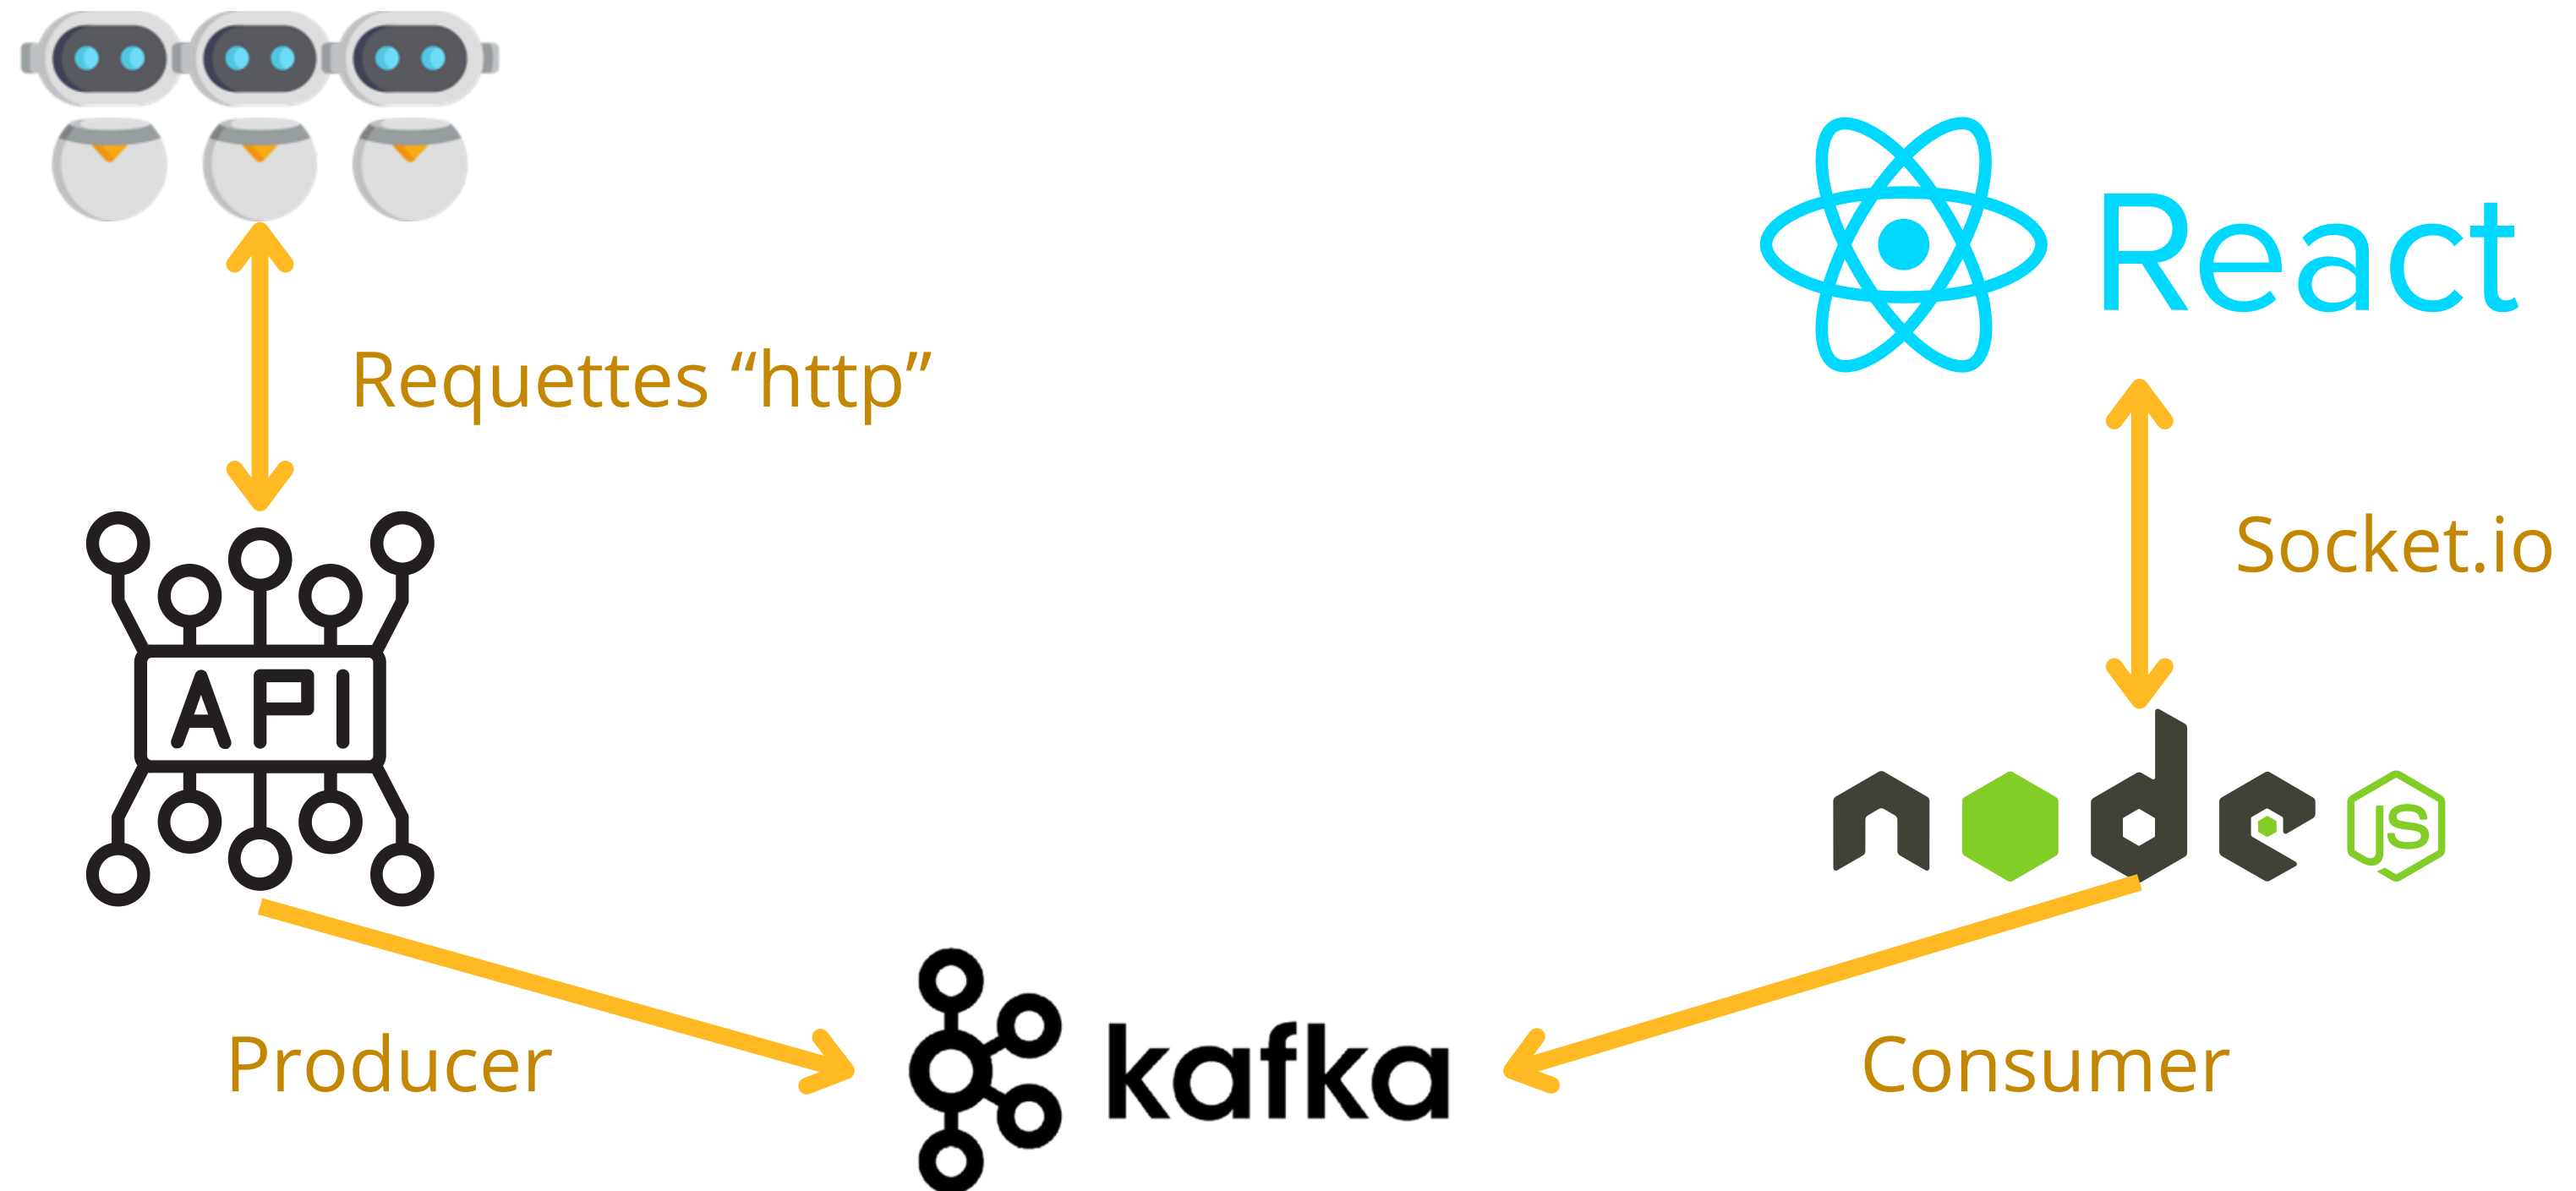 React
Requettes “http”
Socket.io
API
node JS
Producer
kafka
Consumer